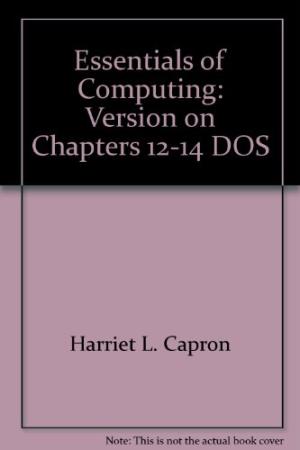 Essentials of
Computing:
Version on
Chapters 12-14 DOS
Harriet L. Capron
Note: This is not the actual book cover